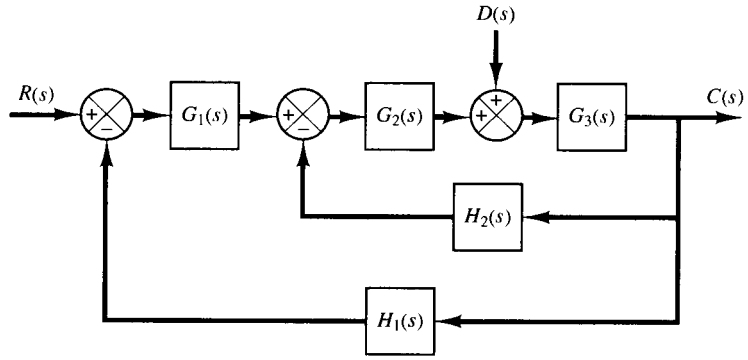 D(s)
R(s)
C(s)
+
−
G₁(s)
+
−
G₂(s)
+
+
G₃(s)
H₂(s)
H₁(s)